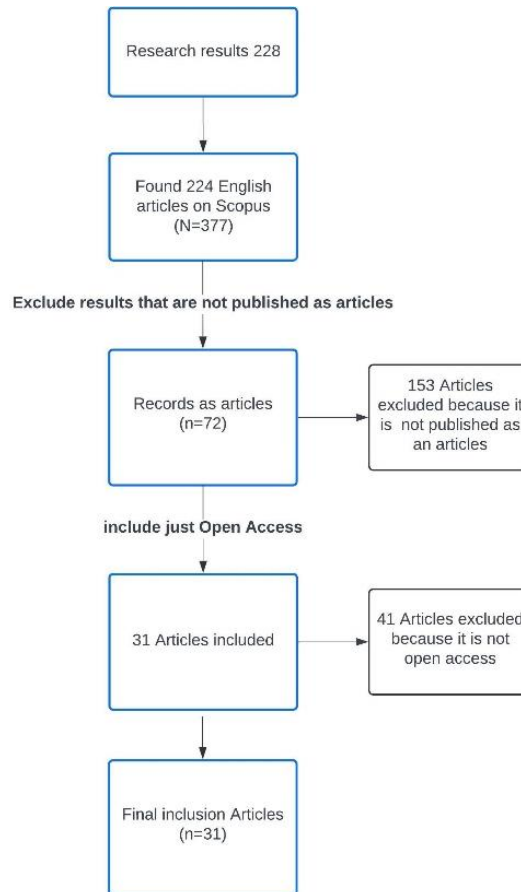 Research results 228
Found 224 English
articles on Scopus
(N=377)
Exclude results that are not published as articles
Records as articles
(n=72)
153 Articles
excluded because it
is not published as
an articles
include just Open Access
31 Articles included
41 Articles excluded
because it is not
open access
Final inclusion Articles
(n=31)